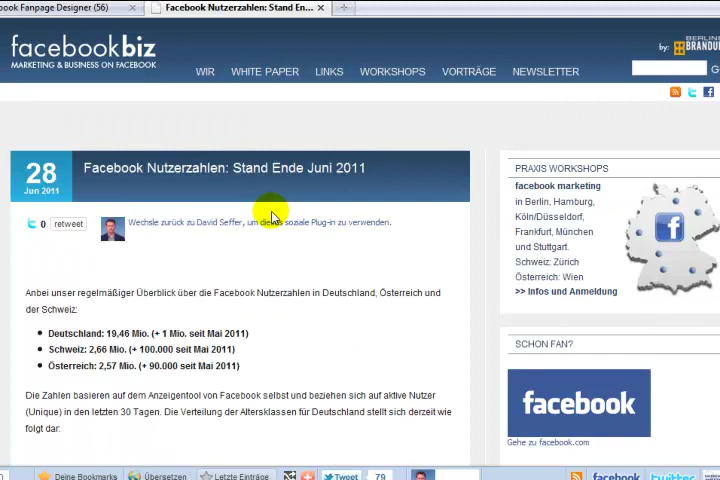 ook Fanpage Designer (56)
Facebook Nutzerzahlen: Stand En...
facebookbiz
MARKETING & BUSINESS ON FACEBOOK
by: BERLINE
BRANDU
WIR WHITE PAPER LINKS WORKSHOPS VORTRÄGE NEWSLETTER
G
28
Jun 2011
Facebook Nutzerzahlen: Stand Ende Juni 2011
0 retweet
Wechsle zurück zu David Seffer, um dieses soziale Plug-in zu verwenden.
Anbei unser regelmäßiger Überblick über die Facebook Nutzerzahlen in Deutschland, Österreich und
der Schweiz:
Deutschland: 19,46 Mio. (+ 1 Mio. seit Mai 2011)
Schweiz: 2,66 Mio. (+ 100.000 seit Mai 2011)
Österreich: 2,57 Mio. (+ 90.000 seit Mai 2011)
Die Zahlen basieren auf dem Anzeigentool von Facebook selbst und beziehen sich auf aktive Nutzer
(Unique) in den letzten 30 Tagen. Die Verteilung der Altersklassen für Deutschland stellt sich derzeit wie
folgt dar:
PRAXIS WORKSHOPS
facebook marketing
in Berlin, Hamburg,
Köln/Düsseldorf,
Frankfurt, München
und Stuttgart.
Schweiz: Zürich
Österreich: Wien
>> Infos und Anmeldung
SCHON FAN?
facebook
Gehe zu facebook.com
Deine Bookmarks Übersetzen Letzte Einträge Tweet 79 facebook twitter